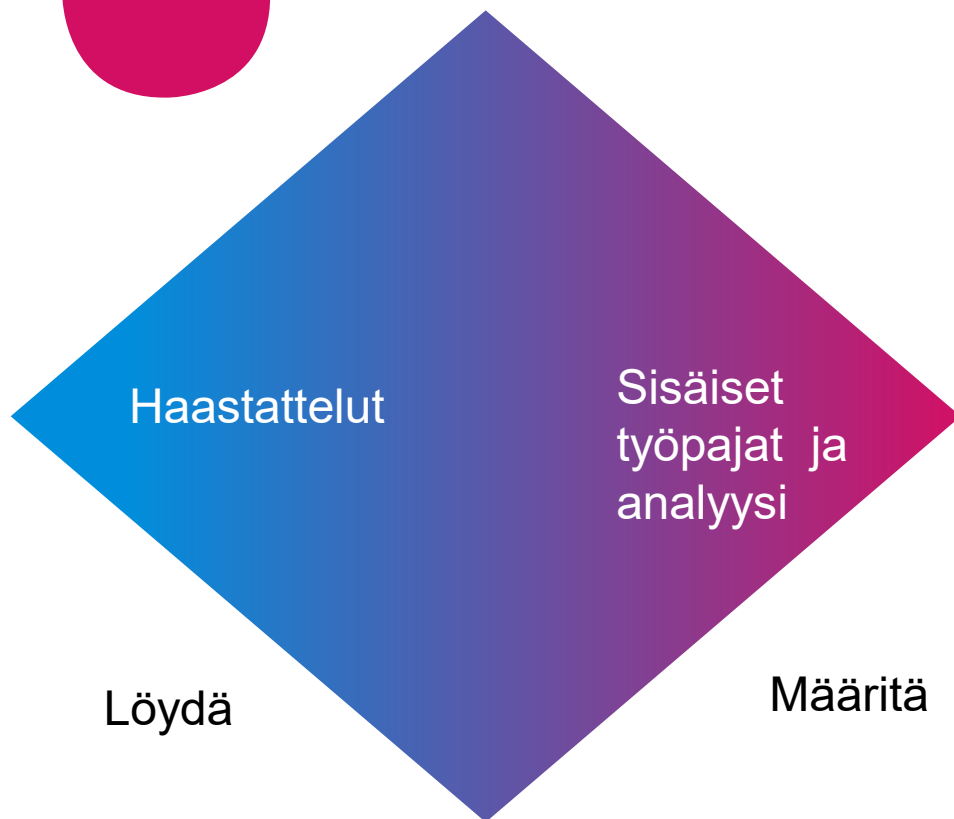 Haastattelut
Sisäiset
työpajat ja
analyysi
Löydä
Määritä